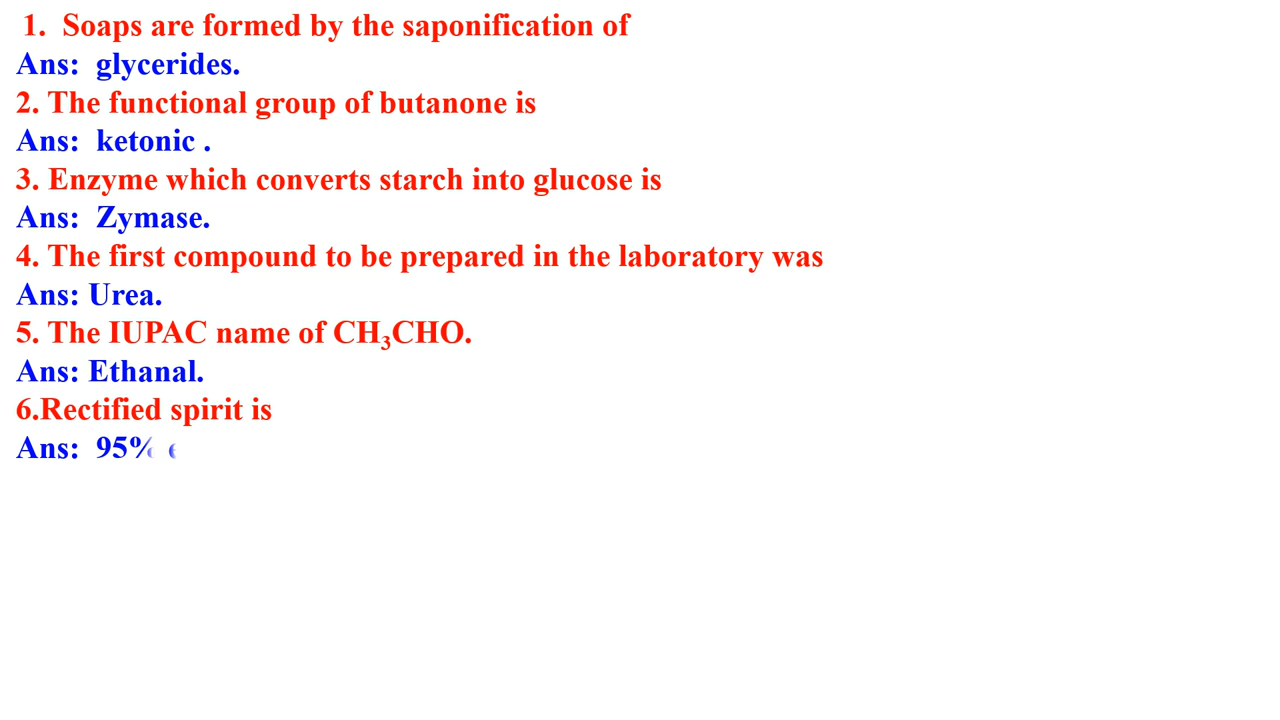 1. Soaps are formed by the saponification of
Ans: glycerides.
2. The functional group of butanone is
Ans: ketonic .
3. Enzyme which converts starch into glucose is
Ans: Zymase.
4. The first compound to be prepared in the laboratory was
Ans: Urea.
5. The IUPAC name of CH₃CHO.
Ans: Ethanal.
6.Rectified spirit is
Ans: 95%